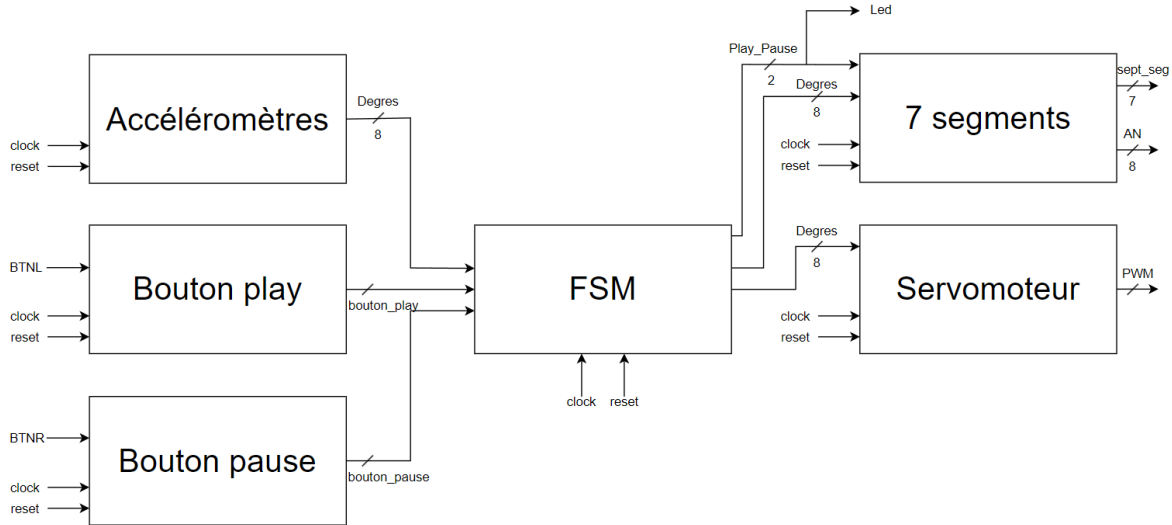 Led
Play_Pause
2
Degres
8
clock
reset
7 segments
sept_seg
7
AN
8
Accéléromètres
Degres
8
clock
reset
BTNL
clock
reset
Bouton play
bouton_play
FSM
clock
reset
Degres
8
clock
reset
Servomoteur
PWM
BTNR
clock
reset
Bouton pause
bouton_pause